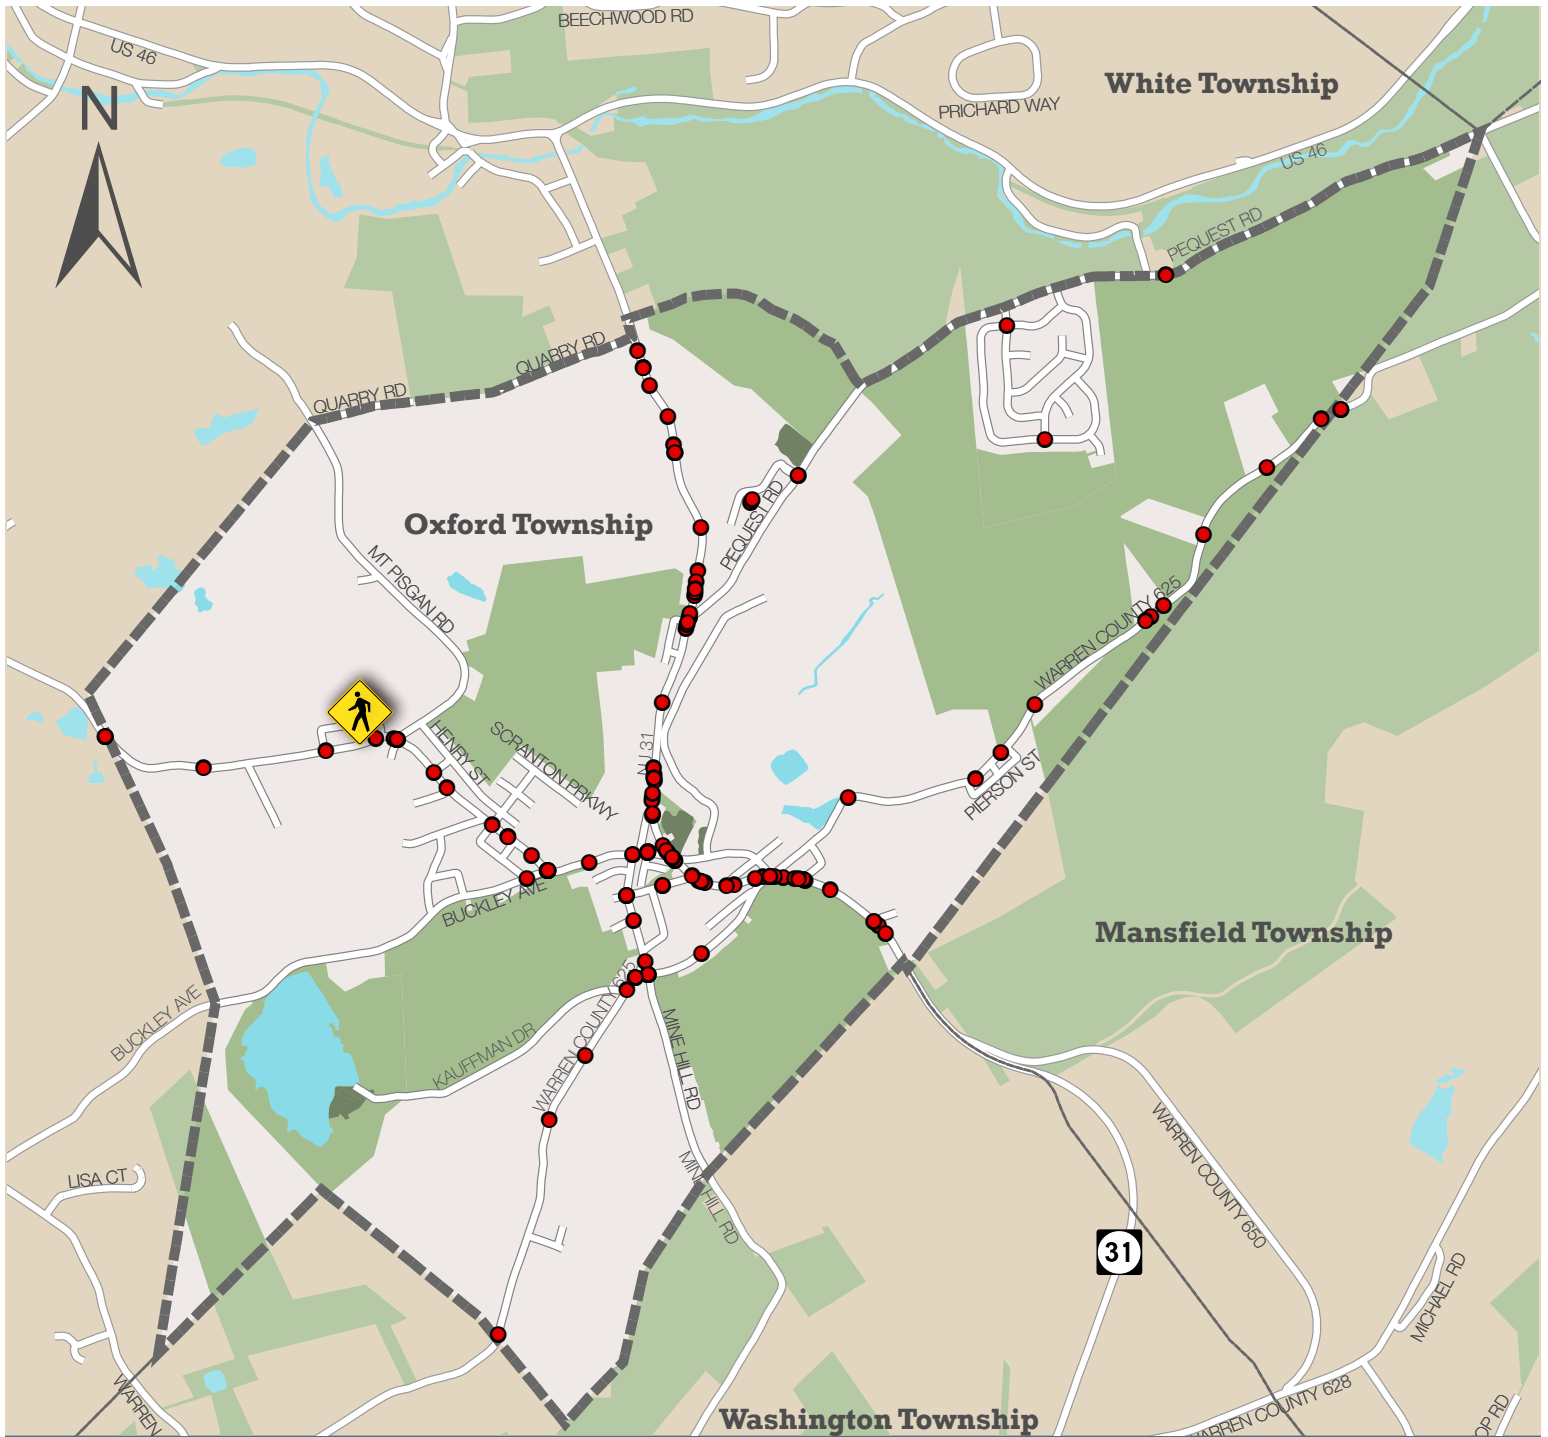 BEECHWOOD RD
US 46
White Township
N
PRICHARD WAY
US 46
PEQUEST RD
QUARRY RD
QUARRY RD
Oxford Township
PEQUEST RD
MT PISGAN RD
WARREN COUNTY 625
HENRY ST
SCRANTON PRKWY
NJ 31
PIERSON ST
BUCKLEY AVE
Mansfield Township
BUCKLEY AVE
WARREN COUNTY 625
KAUFFMAN DR
MINE HILL RD
WARREN COUNTY 650
LISA CT
MINE HILL RD
31
MICHAEL RD
WARREN
WARREN COUNTY 628
OP RD
Washington Township